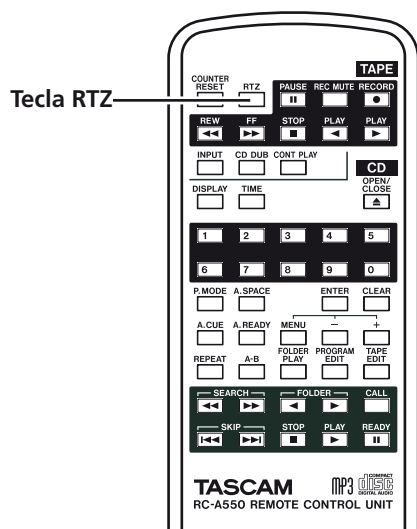 TAPE
COUNTER RESET RTZ PAUSE REC MUTE RECORD
Tecla RTZ
REW FF STOP PLAY PLAY
INPUT CD DUB CONT PLAY
CD
DISPLAY TIME OPEN/CLOSE
1 2 3 4 5
6 7 8 9 0
P.MODE A.SPACE ENTER CLEAR
A.CUE A.READY MENU − +
REPEAT A-B FOLDER PLAY PROGRAM EDIT TAPE EDIT
SEARCH FOLDER CALL
SKIP STOP PLAY READY
TASCAM MP3 COMPACT disc DIGITAL AUDIO
RC-A550 REMOTE CONTROL UNIT